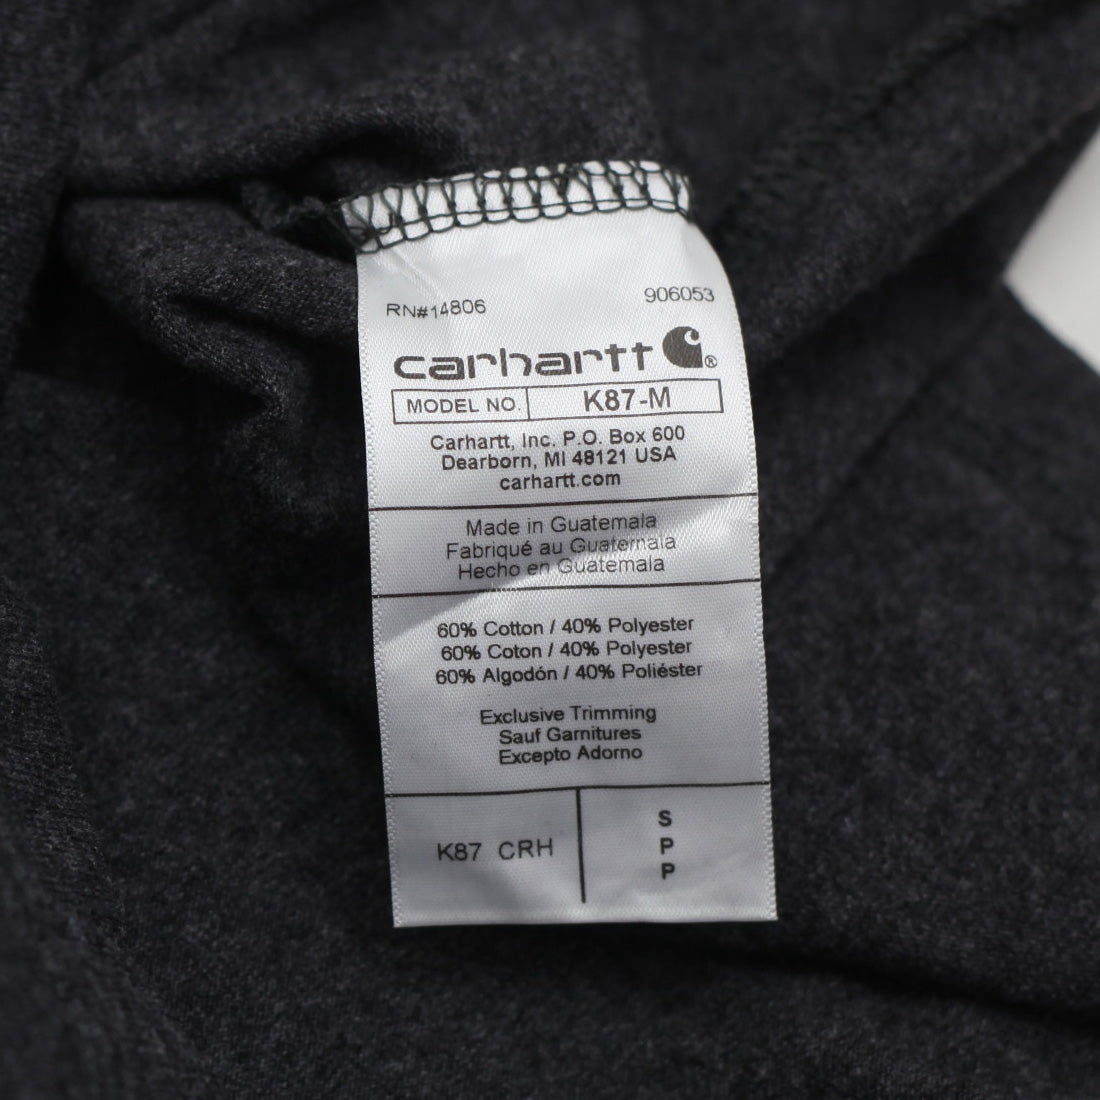 RN#14806 906053
carhartt ®
MODEL NO. K87-M
Carhartt, Inc. P.O. Box 600
Dearborn, MI 48121 USA
carhartt.com
Made in Guatemala
Fabriqué au Guatemala
Hecho en Guatemala
60% Cotton / 40% Polyester
60% Coton / 40% Polyester
60% Algodón / 40% Poliéster
Exclusive Trimming
Sauf Garnitures
Excepto Adorno
K87 CRH
S
P
P